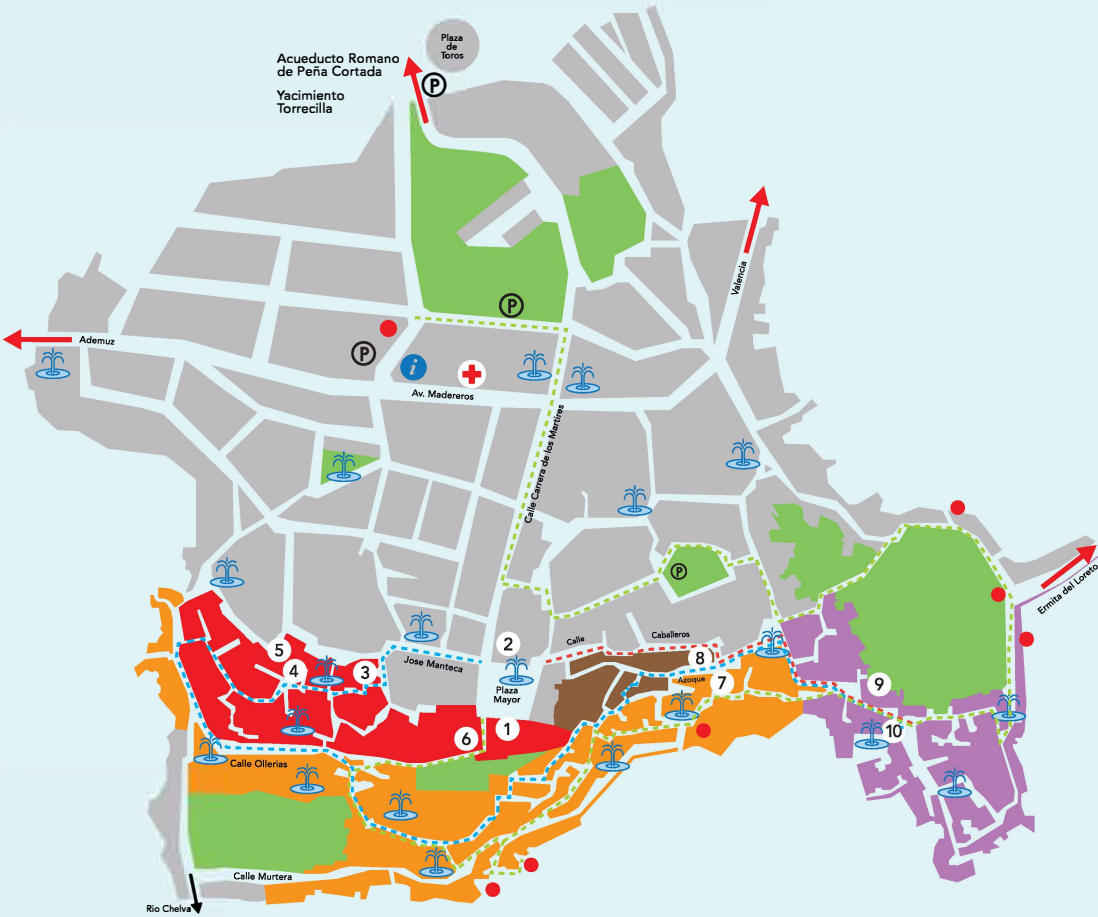 Plaza
de
Toros
Acueducto Romano
de Peña Cortada
P
Yacimiento
Torrecilla
Valencia
P
Ademuz
P
i
Av. Madereros
Calle Carrera de los Martires
P
Ermita del Loreto
5
4
3
Jose Manteca
2
Calle
Caballeros
8
Plaza
Mayor
Azoque
7
9
6
1
10
Calle Ollerias
Calle Murtera
Rio Chelva